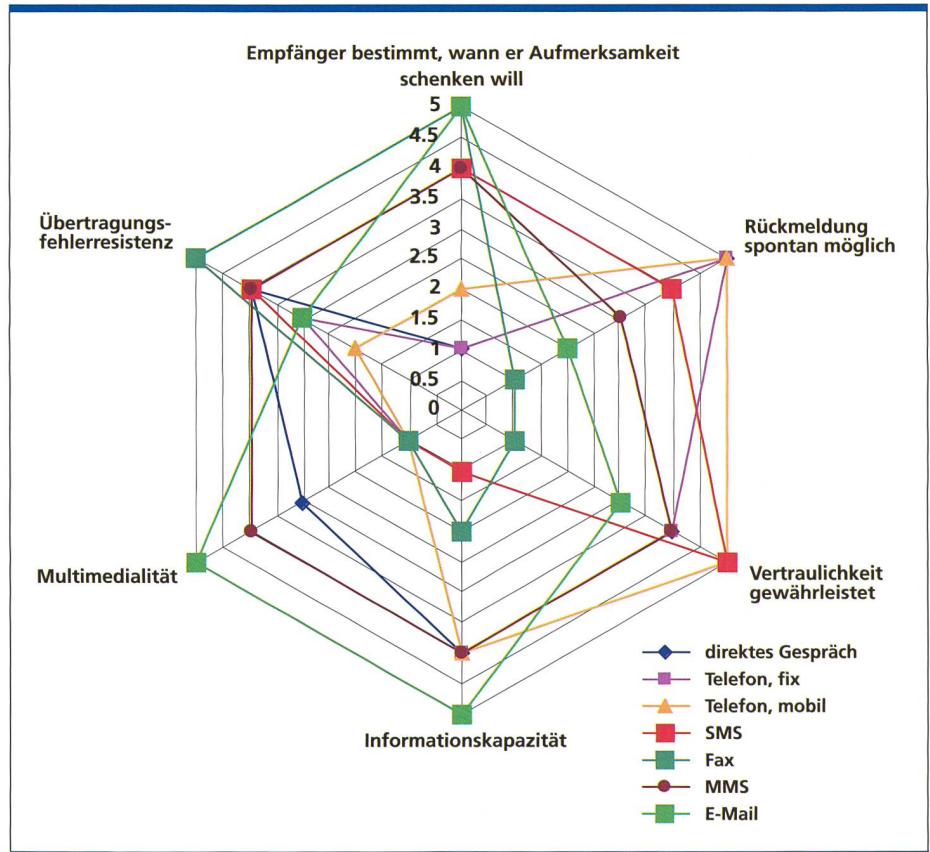 Empfänger bestimmt, wann er Aufmerksamkeit
schenken will
5
4.5
4
3.5
3
2.5
2
1.5
1
0.5
0
Übertragungs-
fehlerresistenz
Rückmeldung
spontan möglich
Multimedialität
Vertraulichkeit
gewährleistet
Informationskapazität
direktes Gespräch
Telefon, fix
Telefon, mobil
SMS
Fax
MMS
E-Mail